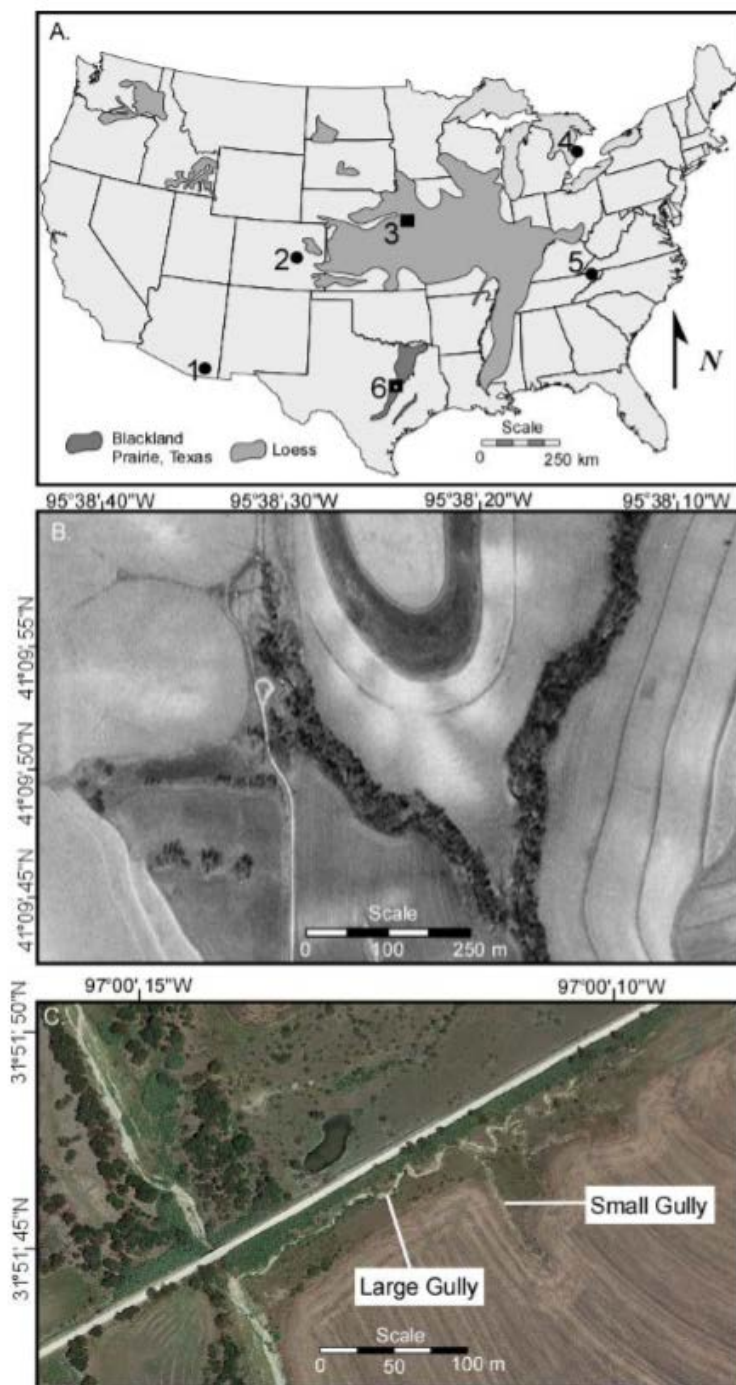 A.
4
3
2
5
1
6
N
Blackland
Prairie, Texas
Loess
Scale
0 250 km
95°38'40"W 95°38'30"W 95°38'20"W 95°38'10"W
B.
41°09'55"N
41°09'50"N
41°09'45"N
Scale
0 100 250 m
97°00'15"W 97°00'10"W
C.
31°51'50"N
31°51'45"N
Small Gully
Large Gully
Scale
0 50 100 m